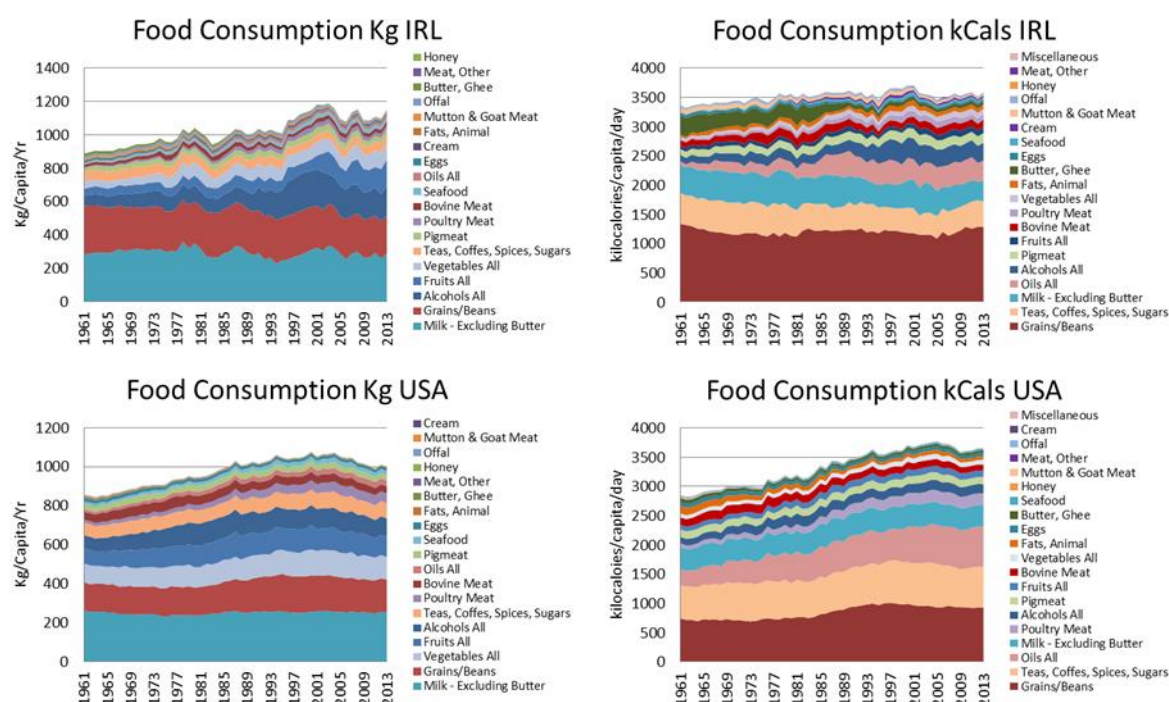 Food Consumption Kg IRL
Kg/Capita/Yr
1400
1200
1000
800
600
400
200
0
1961
1965
1969
1973
1977
1981
1985
1989
1993
1997
2001
2005
2009
2013
Honey
Meat, Other
Butter, Ghee
Offal
Mutton & Goat Meat
Fats, Animal
Cream
Eggs
Oils All
Seafood
Bovine Meat
Poultry Meat
Pigmeat
Teas, Coffes, Spices, Sugars
Vegetables All
Fruits All
Alcohols All
Grains/Beans
Milk - Excluding Butter
Food Consumption kCals IRL
kilocalories/capita/day
4000
3500
3000
2500
2000
1500
1000
500
0
1961
1965
1969
1973
1977
1981
1985
1989
1993
1997
2001
2005
2009
2013
Miscellaneous
Meat, Other
Honey
Offal
Mutton & Goat Meat
Cream
Seafood
Eggs
Butter, Ghee
Fats, Animal
Vegetables All
Poultry Meat
Bovine Meat
Fruits All
Pigmeat
Alcohols All
Oils All
Milk - Excluding Butter
Teas, Coffes, Spices, Sugars
Grains/Beans
Food Consumption Kg USA
Kg/Capita/Yr
1200
1000
800
600
400
200
0
1961
1965
1969
1973
1977
1981
1985
1989
1993
1997
2001
2005
2009
2013
Cream
Mutton & Goat Meat
Offal
Honey
Meat, Other
Butter, Ghee
Fats, Animal
Eggs
Seafood
Pigmeat
Oils All
Bovine Meat
Poultry Meat
Teas, Coffes, Spices, Sugars
Alcohols All
Fruits All
Vegetables All
Grains/Beans
Milk - Excluding Butter
Food Consumption kCals USA
kilocaloies/capita/day
4000
3500
3000
2500
2000
1500
1000
500
0
1961
1965
1969
1973
1977
1981
1985
1989
1993
1997
2001
2005
2009
2013
Miscellaneous
Cream
Offal
Meat, Other
Mutton & Goat Meat
Honey
Seafood
Butter, Ghee
Eggs
Fats, Animal
Vegetables All
Bovine Meat
Fruits All
Pigmeat
Alcohols All
Poultry Meat
Milk - Excluding Butter
Oils All
Teas, Coffes, Spices, Sugars
Grains/Beans